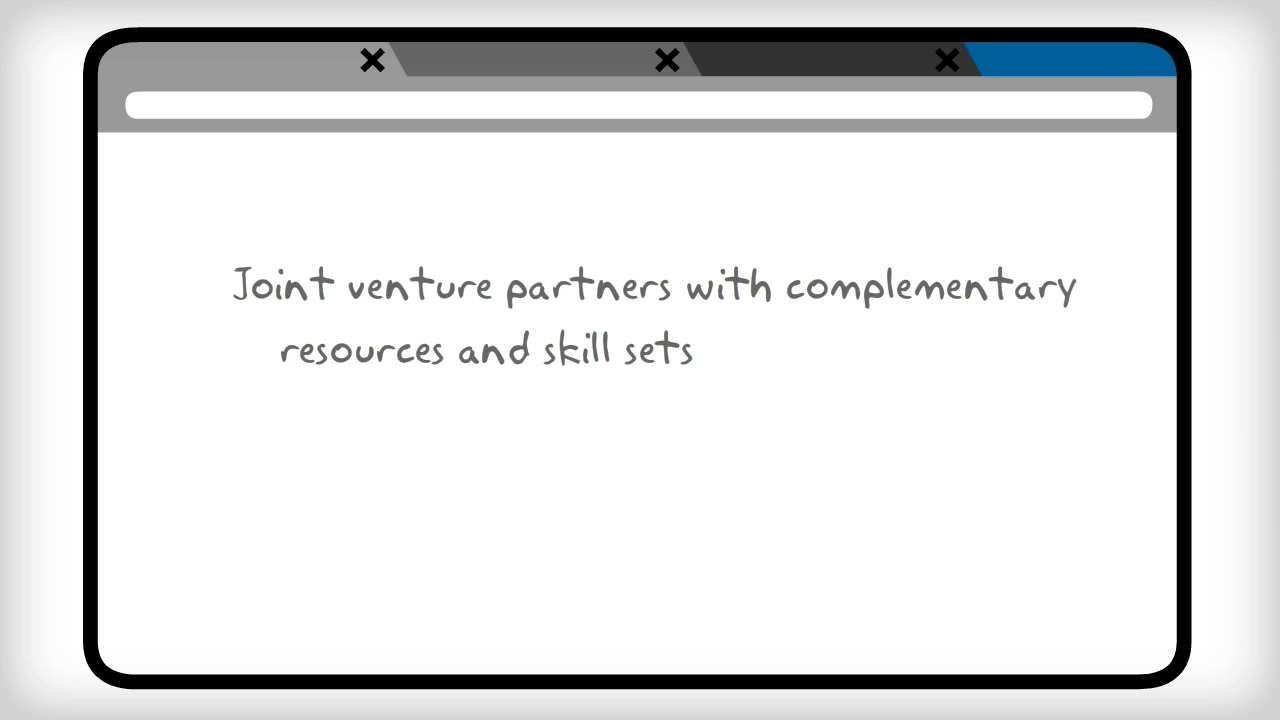 Joint venture partners with complementary
resources and skill sets